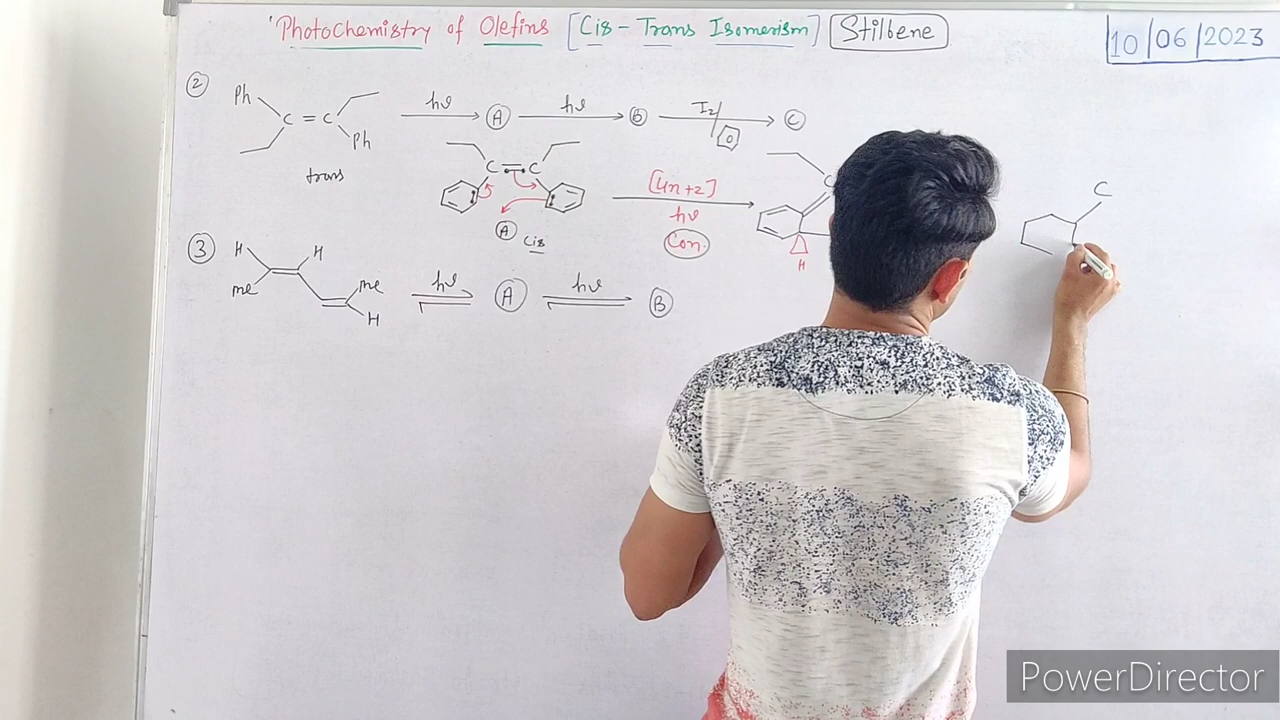 Photochemistry of Olefins [Cis - Trans Isomerism] Stilbene
10/06/2023
② Ph C = C Ph hν Ⓐ hν Ⓑ I2 / O Ⓒ
trans
C = C
[4n+2]
hν
Con.
Ⓐ Cis
H
C
③ H H me me H hν Ⓐ hν Ⓑ
PowerDirector